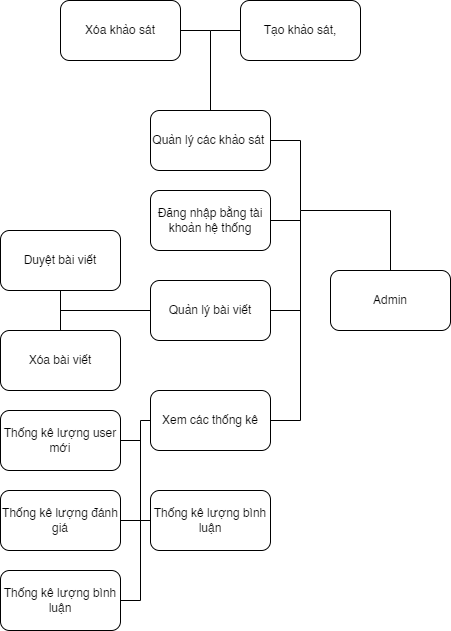 Xóa khảo sát
Tạo khảo sát,
Quản lý các khảo sát
Đăng nhập bằng tài
khoản hệ thống
Duyệt bài viết
Admin
Quản lý bài viết
Xóa bài viết
Xem các thống kê
Thống kê lượng user
mới
Thống kê lượng đánh
giá
Thống kê lượng bình
luận
Thống kê lượng bình
luận